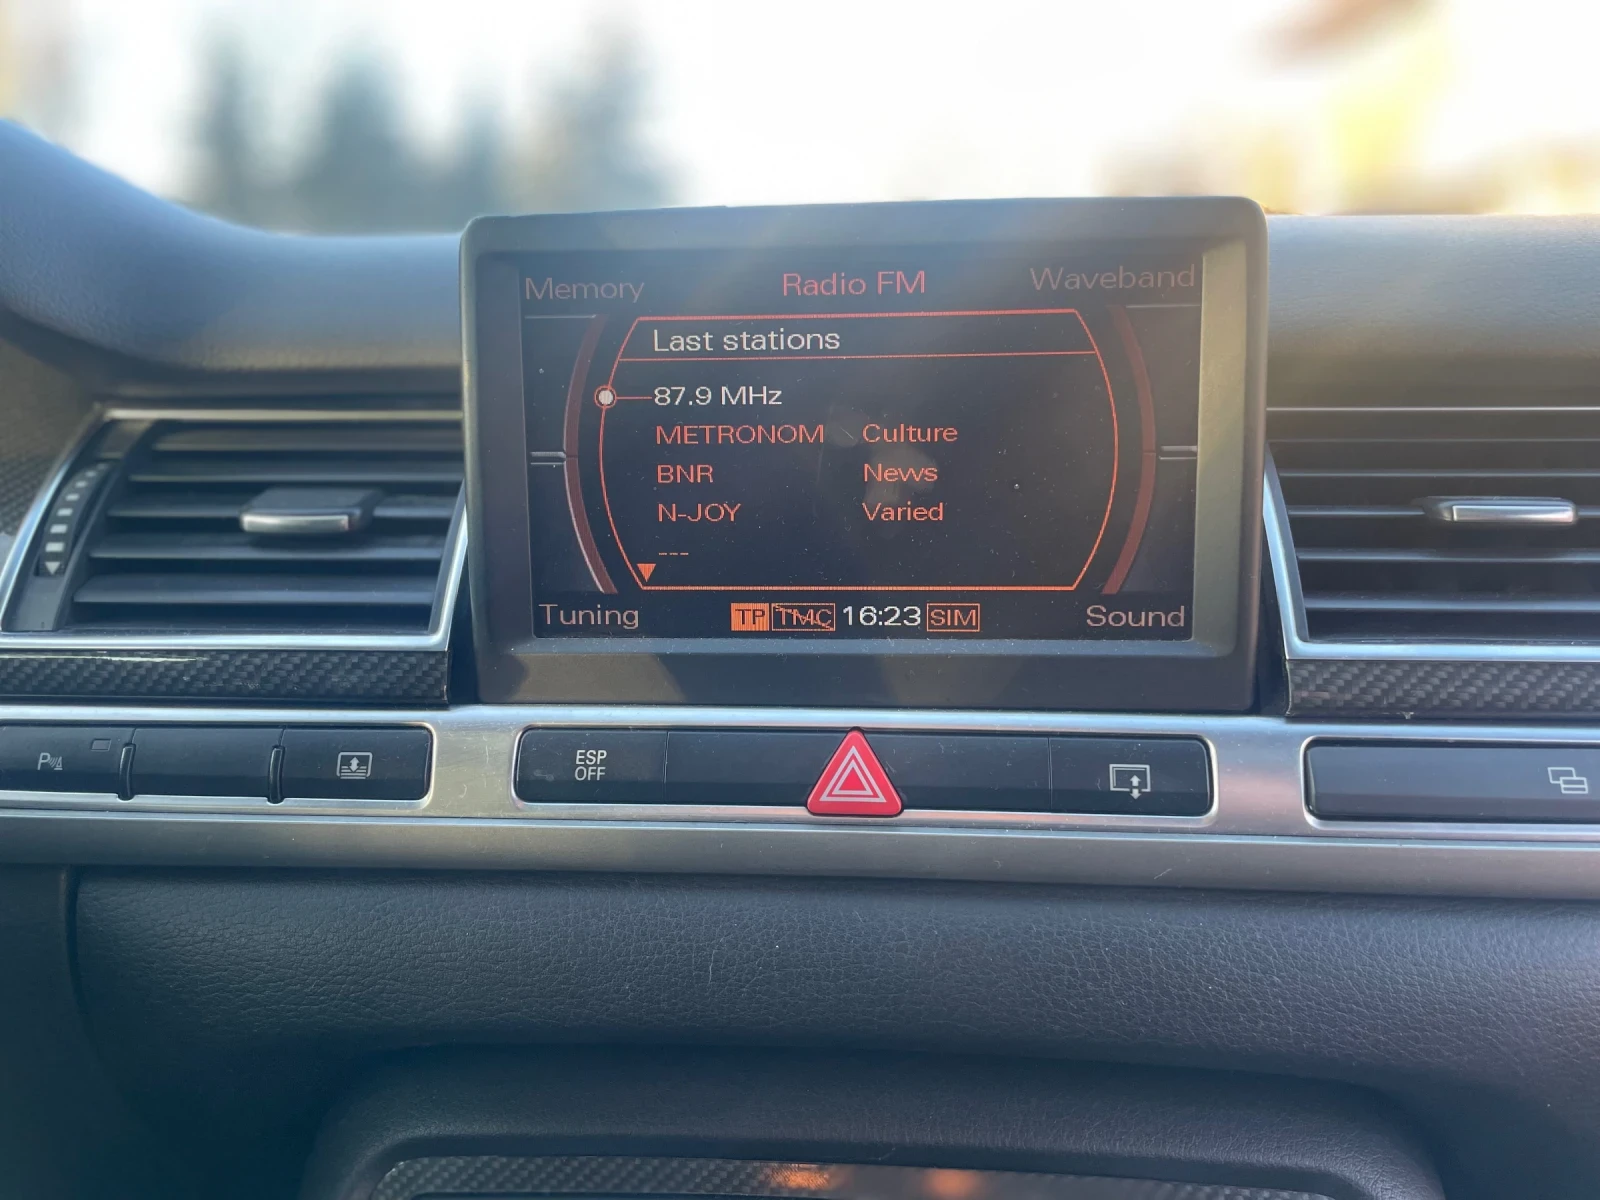 Memory Radio FM Waveband
Last stations
87.9 MHz
METRONOM Culture
BNR News
N-JOY Varied
---
Tuning TP TMC 16:23 SIM Sound
P
ESP
OFF